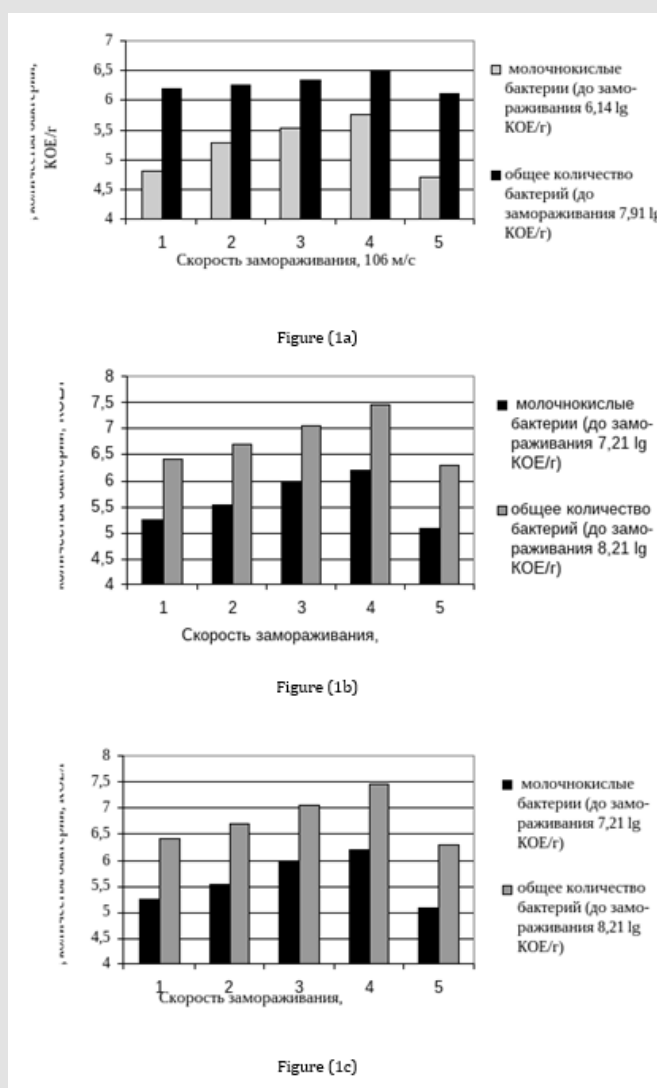 7
6,5
6
5,5
5
4,5
4
КОЕ/г
1 2 3 4 5
Скорость замораживания, 106 м/с
молочнокислые
бактерии (до замо-
раживания 6,14 lg
КОЕ/г)
общее количество
бактерий (до
замораживания 7,91 lg
КОЕ/г)
Figure (1a)
8
7,5
7
6,5
6
5,5
5
4,5
4
1 2 3 4 5
Скорость замораживания,
молочнокислые
бактерии (до замо-
раживания 7,21 lg
КОЕ/г)
общее количество
бактерий (до замо-
раживания 8,21 lg
КОЕ/г)
Figure (1b)
8
7,5
7
6,5
6
5,5
5
4,5
4
1 2 3 4 5
Скорость замораживания,
молочнокислые
бактерии (до замо-
раживания 7,21 lg
КОЕ/г)
общее количество
бактерий (до замо-
раживания 8,21 lg
КОЕ/г)
Figure (1c)